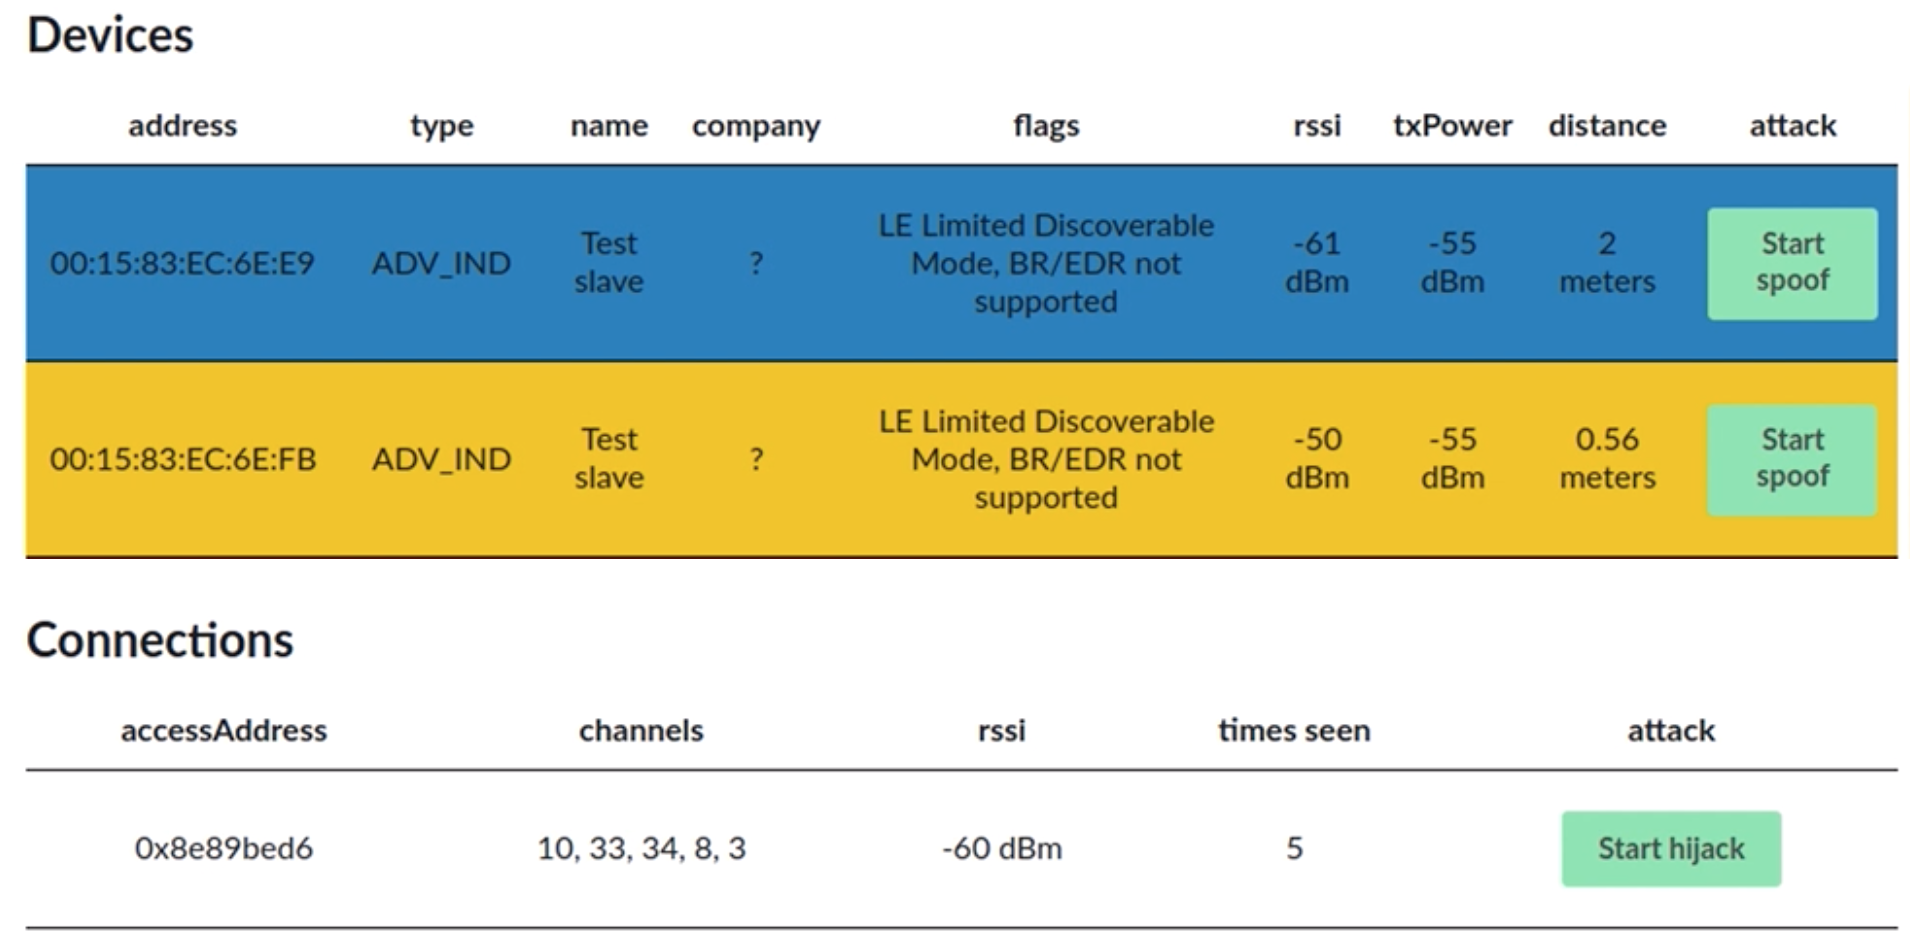 Devices
address type name company flags rssi txPower distance attack
00:15:83:EC:6E:E9 ADV_IND Test slave ? LE Limited Discoverable Mode, BR/EDR not supported -61 dBm -55 dBm 2 meters Start spoof
00:15:83:EC:6E:FB ADV_IND Test slave ? LE Limited Discoverable Mode, BR/EDR not supported -50 dBm -55 dBm 0.56 meters Start spoof
Connections
accessAddress channels rssi times seen attack
0x8e89bed6 10, 33, 34, 8, 3 -60 dBm 5 Start hijack